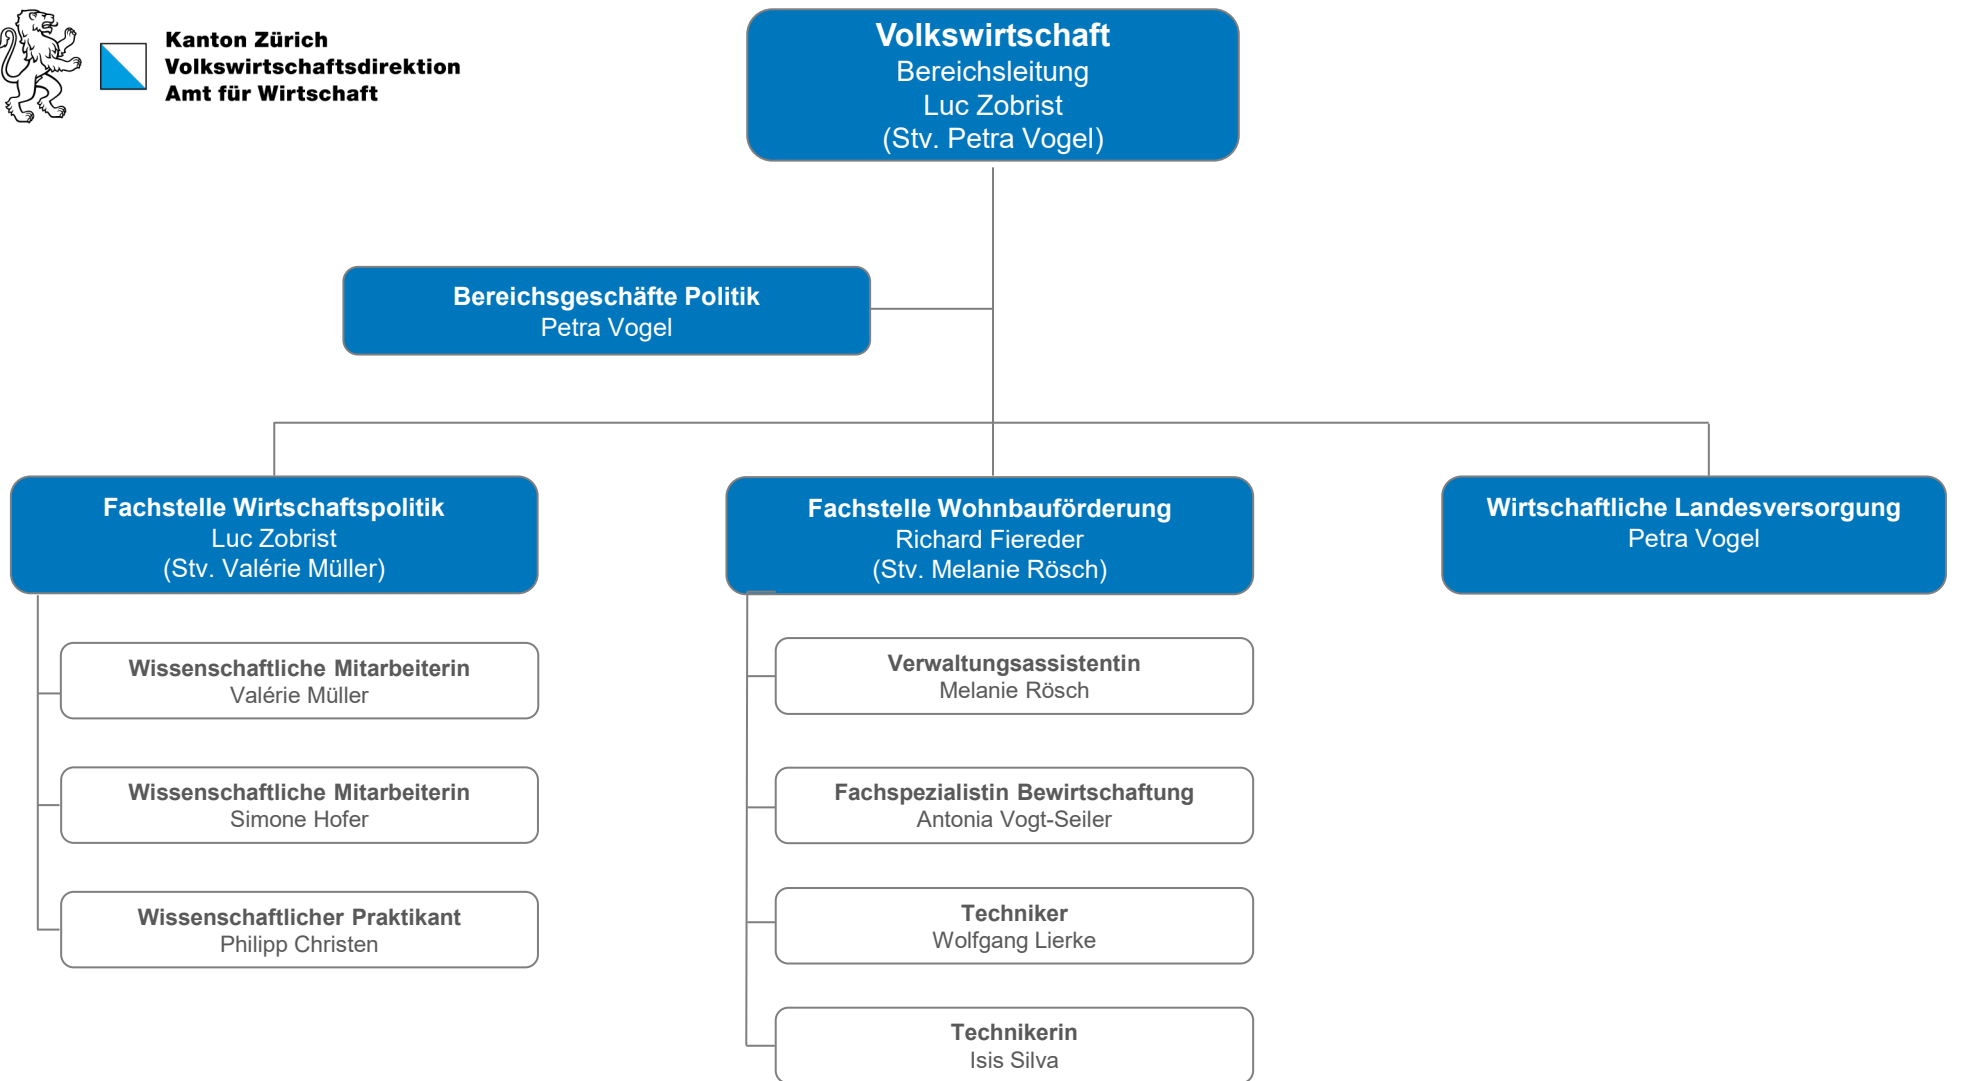 Kanton Zürich
Volkswirtschaftsdirektion
Amt für Wirtschaft
Volkswirtschaft
Bereichsleitung
Luc Zobrist
(Stv. Petra Vogel)
Bereichsgeschäfte Politik
Petra Vogel
Fachstelle Wirtschaftspolitik
Luc Zobrist
(Stv. Valérie Müller)
Wissenschaftliche Mitarbeiterin
Valérie Müller
Wissenschaftliche Mitarbeiterin
Simone Hofer
Wissenschaftlicher Praktikant
Philipp Christen
Fachstelle Wohnbauförderung
Richard Fiereder
(Stv. Melanie Rösch)
Verwaltungsassistentin
Melanie Rösch
Fachspezialistin Bewirtschaftung
Antonia Vogt-Seiler
Techniker
Wolfgang Lierke
Technikerin
Isis Silva
Wirtschaftliche Landesversorgung
Petra Vogel